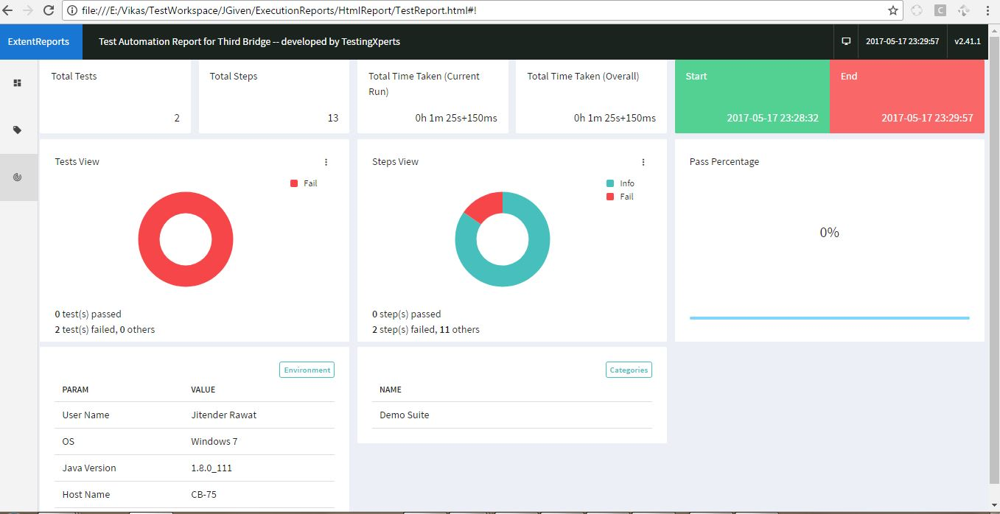 file:///E:/Vikas/TestWorkspace/JGiven/ExecutionReports/HtmlReport/TestReport.html#!
C
ExtentReports
Test Automation Report for Third Bridge -- developed by TestingXperts
2017-05-17 23:29:57
v2.41.1
Total Tests
2
Total Steps
13
Total Time Taken (Current
Run)
0h 1m 25s+150ms
Total Time Taken (Overall)
0h 1m 25s+150ms
Start
2017-05-17 23:28:32
End
2017-05-17 23:29:57
Tests View
Fail
0 test(s) passed
2 test(s) failed, 0 others
Steps View
Info
Fail
0 step(s) passed
2 step(s) failed, 11 others
Pass Percentage
0%
Environment
PARAM VALUE
User Name Jitender Rawat
OS Windows 7
Java Version 1.8.0_111
Host Name CB-75
Categories
NAME
Demo Suite